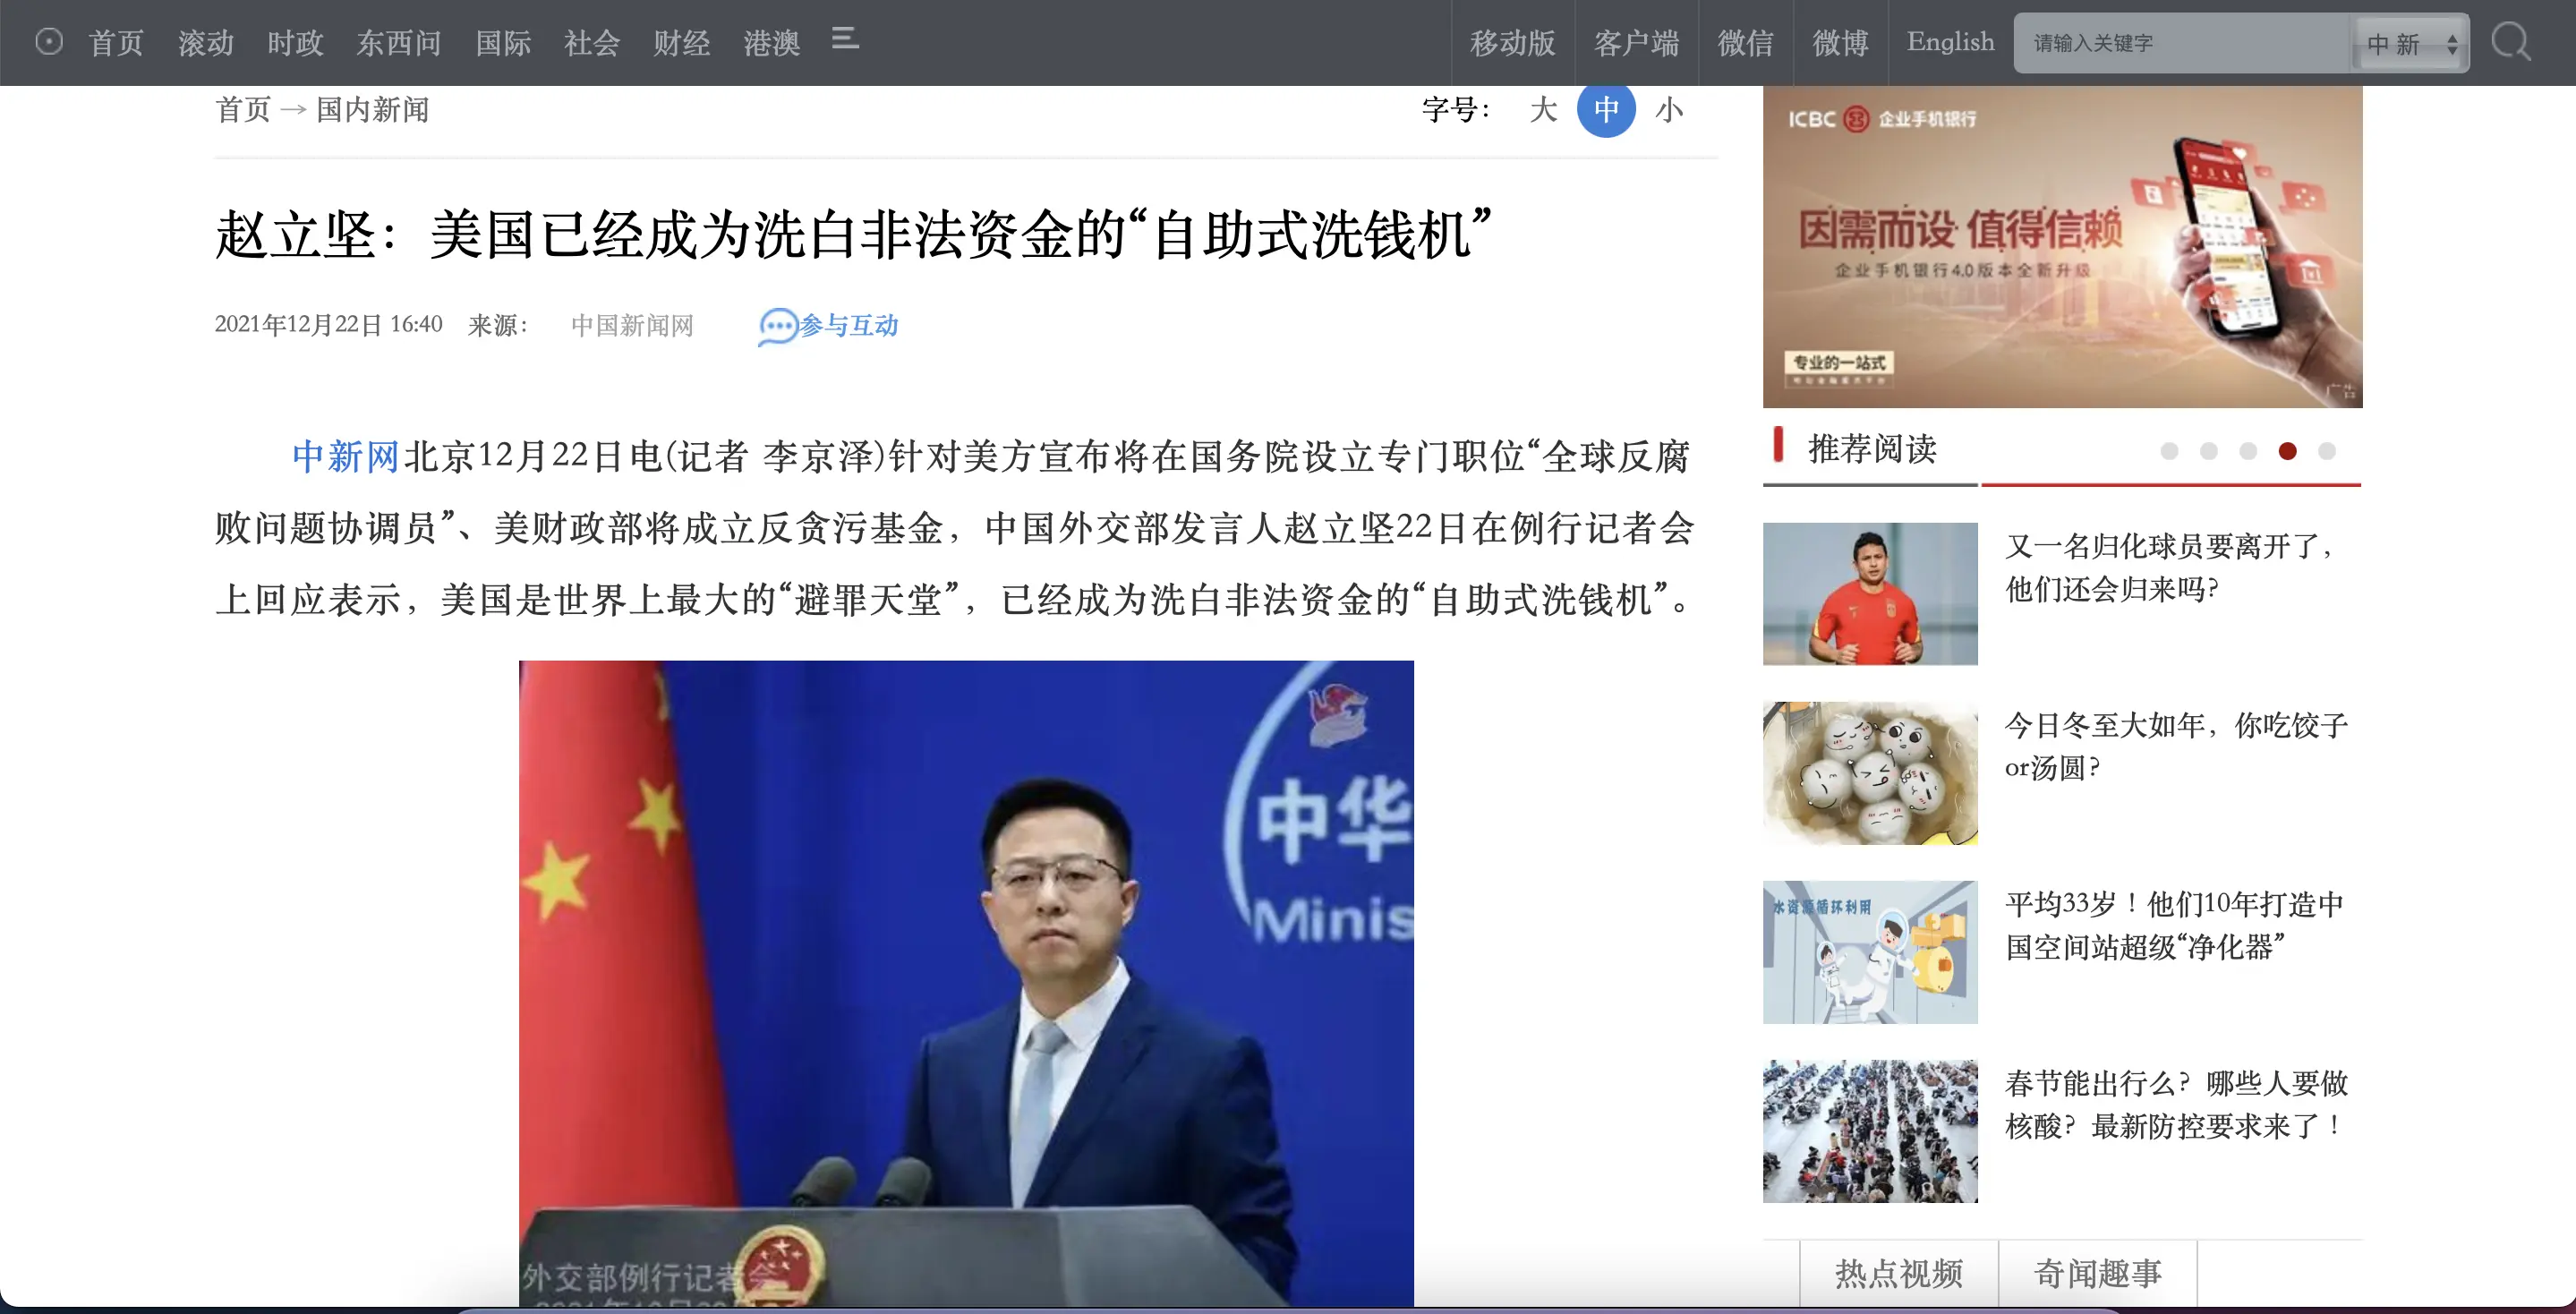 首页 滚动 时政 东西问 国际 社会 财经 港澳
移动版 客户端 微信 微博 English 请输入关键字 中新
首页 → 国内新闻
字号： 大 中 小
赵立坚：美国已经成为洗白非法资金的“自助式洗钱机”
2021年12月22日 16:40 来源： 中国新闻网 参与互动
中新网北京12月22日电(记者 李京泽)针对美方宣布将在国务院设立专门职位“全球反腐
败问题协调员”、美财政部将成立反贪污基金，中国外交部发言人赵立坚22日在例行记者会
上回应表示，美国是世界上最大的“避罪天堂”，已经成为洗白非法资金的“自助式洗钱机”。
中华
Minis
外交部例行记者会
ICBC 企业手机银行
因需而设 值得信赖
企业手机银行4.0版本全新升级
专业的一站式
广告
推荐阅读
又一名归化球员要离开了，
他们还会归来吗?
今日冬至大如年，你吃饺子
or汤圆?
水资源循环利用
平均33岁！他们10年打造中
国空间站超级“净化器”
春节能出行么? 哪些人要做
核酸? 最新防控要求来了！
热点视频 奇闻趣事